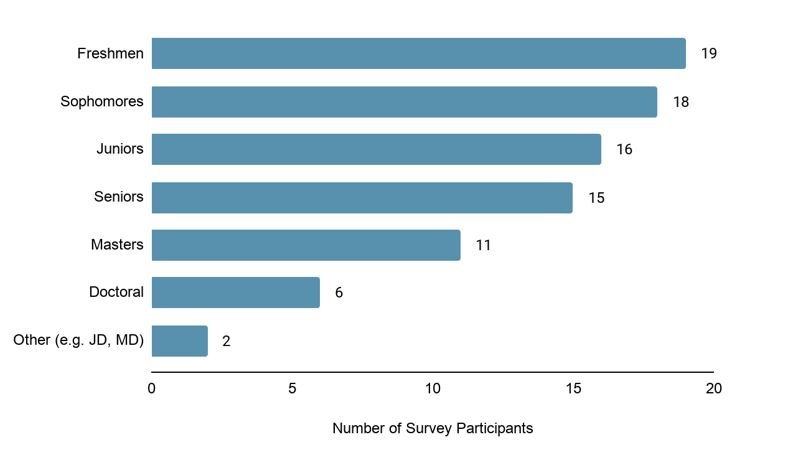 Freshmen 19
Sophomores 18
Juniors 16
Seniors 15
Masters 11
Doctoral 6
Other (e.g. JD, MD) 2
0 5 10 15 20
Number of Survey Participants